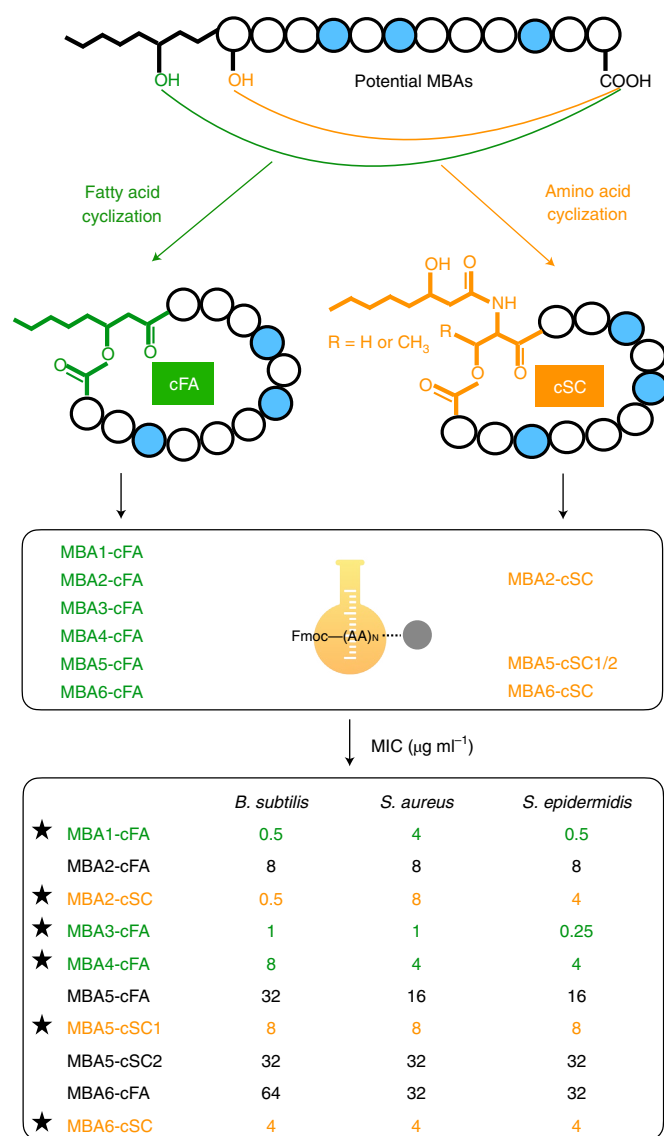 OH
OH
Potential MBAs
COOH
Fatty acid
cyclization
Amino acid
cyclization
OH
O
NH
R = H or CH₃
R
O
O
O
O
O
O
cFA
cSC
MBA1-cFA
MBA2-cFA
MBA2-cSC
MBA3-cFA
MBA4-cFA
Fmoc—(AA)N
MBA5-cFA
MBA5-cSC1/2
MBA6-cFA
MBA6-cSC
MIC (μg ml⁻¹)
B. subtilis S. aureus S. epidermidis
★ MBA1-cFA 0.5 4 0.5
MBA2-cFA 8 8 8
★ MBA2-cSC 0.5 8 4
★ MBA3-cFA 1 1 0.25
★ MBA4-cFA 8 4 4
MBA5-cFA 32 16 16
★ MBA5-cSC1 8 8 8
MBA5-cSC2 32 32 32
MBA6-cFA 64 32 32
★ MBA6-cSC 4 4 4